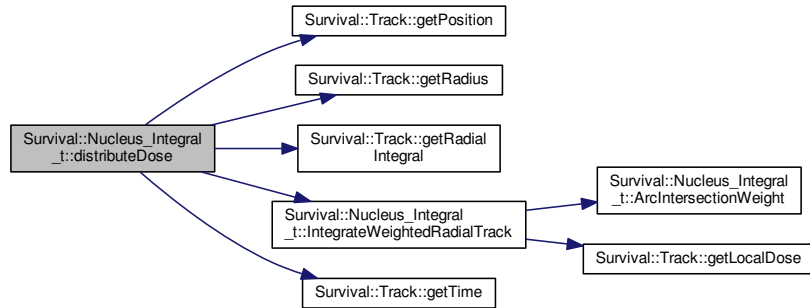 Survival::Track::getPosition
Survival::Track::getRadius
Survival::Nucleus_Integral
_t::distributeDose
Survival::Track::getRadial
Integral
Survival::Nucleus_Integral
_t::IntegrateWeightedRadialTrack
Survival::Nucleus_Integral
_t::ArcIntersectionWeight
Survival::Track::getLocalDose
Survival::Track::getTime